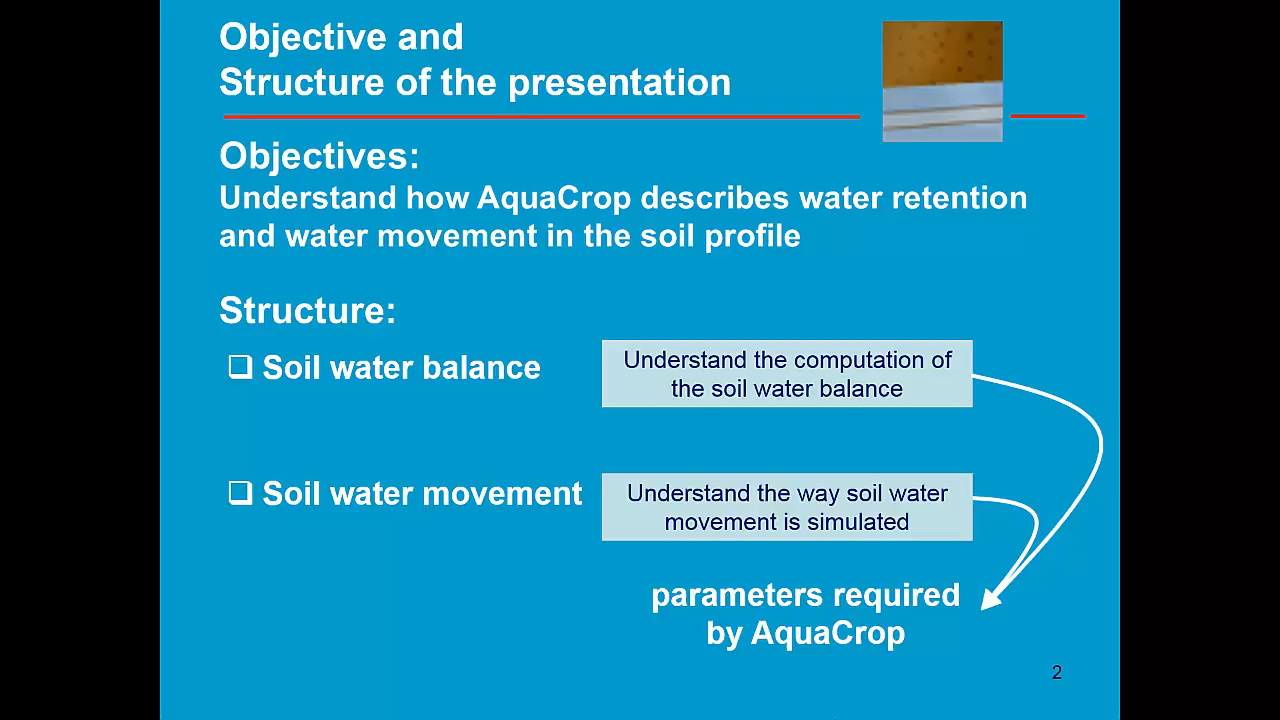 Objective and
Structure of the presentation
Objectives:
Understand how AquaCrop describes water retention
and water movement in the soil profile
Structure:
Soil water balance
Understand the computation of
the soil water balance
Soil water movement
Understand the way soil water
movement is simulated
parameters required
by AquaCrop
2